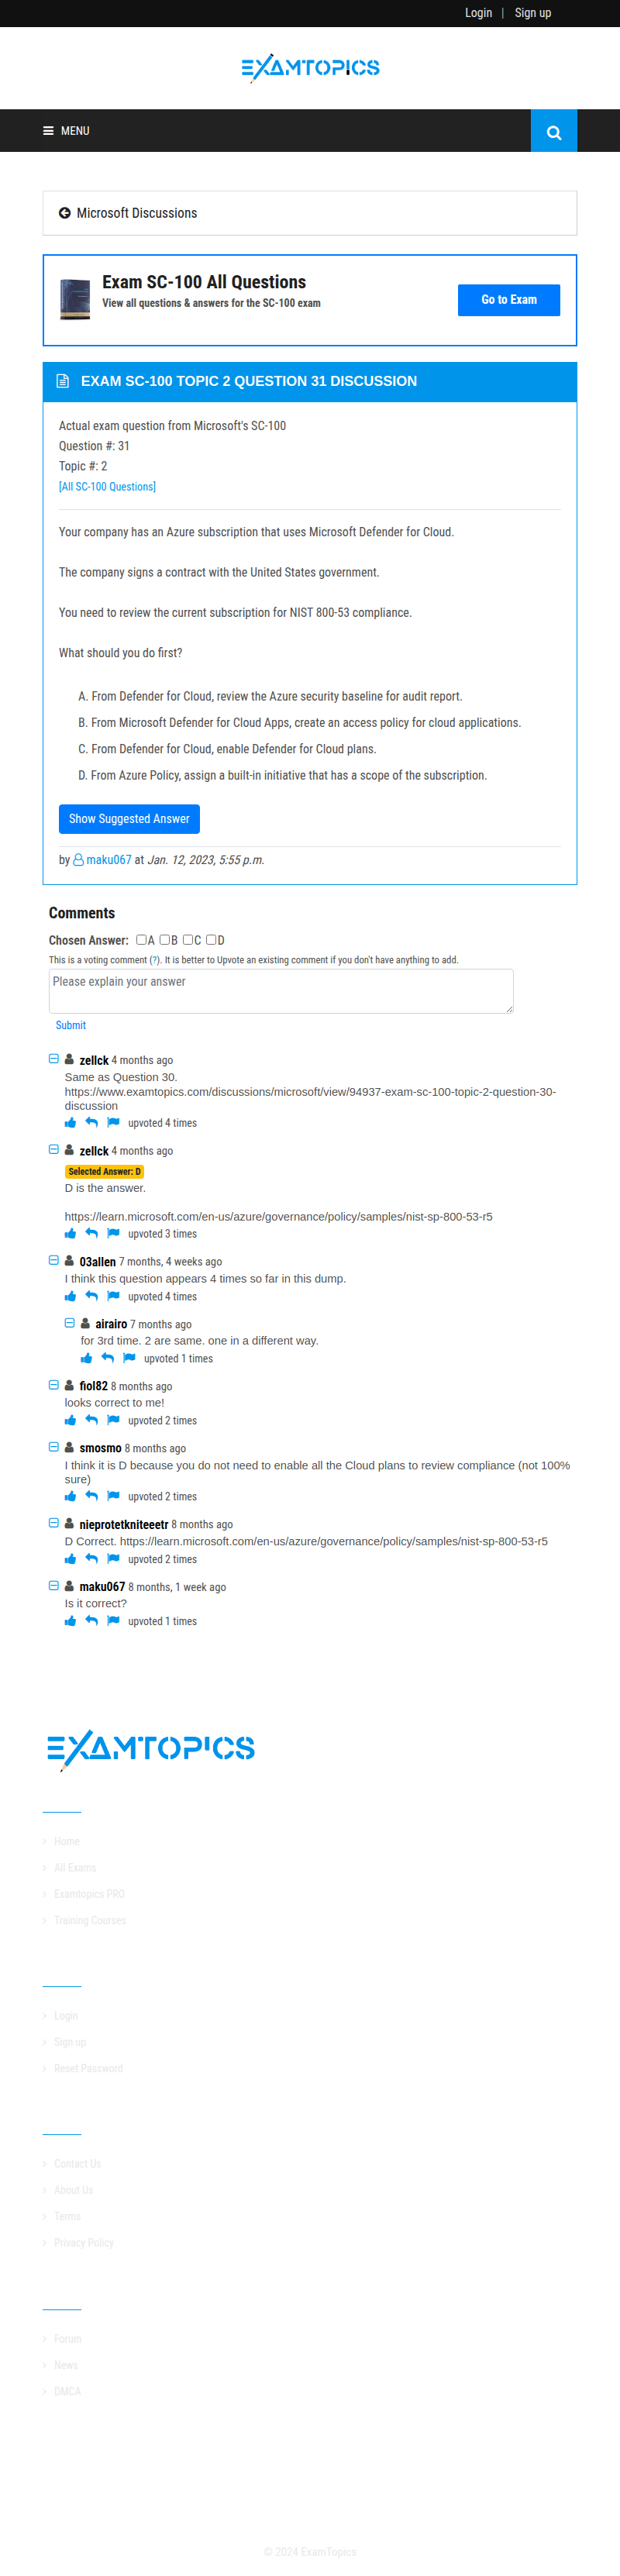 Login | Sign up
EXAMTOPICS
MENU
Microsoft Discussions
Exam SC-100 All Questions
View all questions & answers for the SC-100 exam
Go to Exam
EXAM SC-100 TOPIC 2 QUESTION 31 DISCUSSION
Actual exam question from Microsoft's SC-100
Question #: 31
Topic #: 2
[All SC-100 Questions]
Your company has an Azure subscription that uses Microsoft Defender for Cloud.
The company signs a contract with the United States government.
You need to review the current subscription for NIST 800-53 compliance.
What should you do first?
A. From Defender for Cloud, review the Azure security baseline for audit report.
B. From Microsoft Defender for Cloud Apps, create an access policy for cloud applications.
C. From Defender for Cloud, enable Defender for Cloud plans.
D. From Azure Policy, assign a built-in initiative that has a scope of the subscription.
Show Suggested Answer
by maku067 at Jan. 12, 2023, 5:55 p.m.
Comments
Chosen Answer: A B C D
This is a voting comment (?). It is better to Upvote an existing comment if you don't have anything to add.
Please explain your answer
Submit
zellck 4 months ago
Same as Question 30.
https://www.examtopics.com/discussions/microsoft/view/94937-exam-sc-100-topic-2-question-30-
discussion
upvoted 4 times
zellck 4 months ago
Selected Answer: D
D is the answer.
https://learn.microsoft.com/en-us/azure/governance/policy/samples/nist-sp-800-53-r5
upvoted 3 times
03allen 7 months, 4 weeks ago
I think this question appears 4 times so far in this dump.
upvoted 4 times
airairo 7 months ago
for 3rd time. 2 are same. one in a different way.
upvoted 1 times
fiol82 8 months ago
looks correct to me!
upvoted 2 times
smosmo 8 months ago
I think it is D because you do not need to enable all the Cloud plans to review compliance (not 100%
sure)
upvoted 2 times
nieprotetkniteeetr 8 months ago
D Correct. https://learn.microsoft.com/en-us/azure/governance/policy/samples/nist-sp-800-53-r5
upvoted 2 times
maku067 8 months, 1 week ago
Is it correct?
upvoted 1 times
EXAMTOPICS
Home
All Exams
Examtopics PRO
Training Courses
Login
Sign up
Reset Password
Contact Us
About Us
Terms
Privacy Policy
Forum
News
DMCA
© 2024 ExamTopics